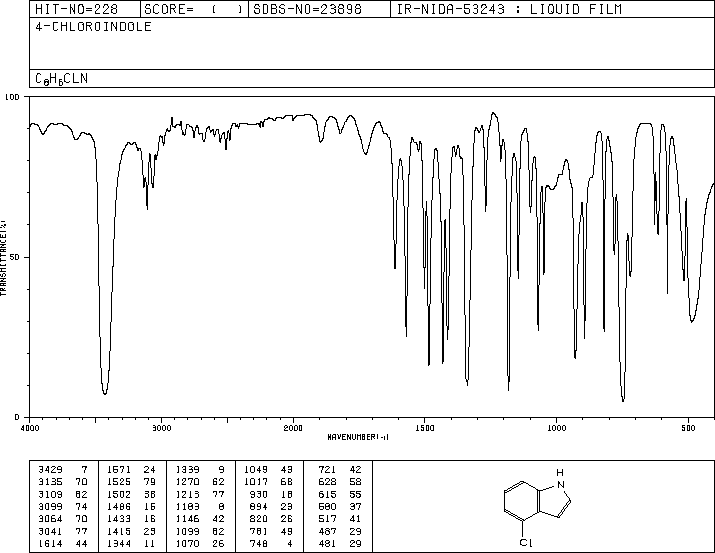 HIT-NO=228 SCORE= ( ) SDBS-NO=23898 IR-NIDA-53243 : LIQUID FILM
4-CHLOROINDOLE
C8H6CLN
100
50
0
TRANSMITTANCE(%)
4000 3000 2000 1500 1000 500
WAVENUMBER(-1)
3429 7 1571 24 1339 9 1049 43 721 42
3135 70 1525 79 1270 62 1017 68 628 58
3109 62 1502 38 1213 77 930 18 615 55
3099 74 1486 16 1183 8 894 23 580 37
3064 70 1433 16 1146 42 820 26 517 41
3041 77 1415 23 1099 62 781 49 487 29
1614 44 1344 11 1070 26 748 4 481 29
H
N
Cl